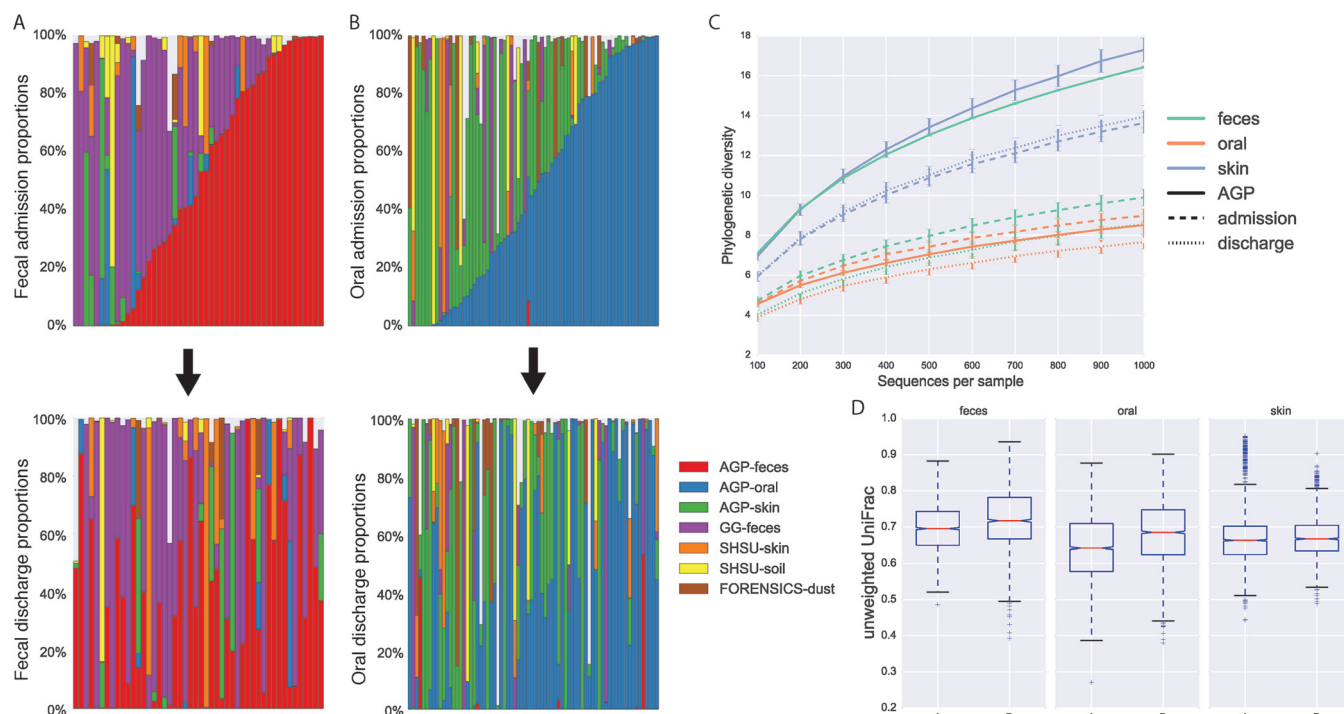 A
B
C
D
Fecal admission proportions
100%
80%
60%
40%
20%
0%
Oral admission proportions
100%
80%
60%
40%
20%
0%
Phylogenetic diversity
18
16
14
12
10
8
6
4
2
100 200 300 400 500 600 700 800 900 1000
Sequences per sample
feces
oral
skin
AGP
admission
discharge
Fecal discharge proportions
100%
80%
60%
40%
20%
0%
Oral discharge proportions
100%
80%
60%
40%
20%
0%
AGP-feces
AGP-oral
AGP-skin
GG-feces
SHSU-skin
SHSU-soil
FORENSICS-dust
feces oral skin
unweighted UniFrac
1.0
0.9
0.8
0.7
0.6
0.5
0.4
0.3
0.2